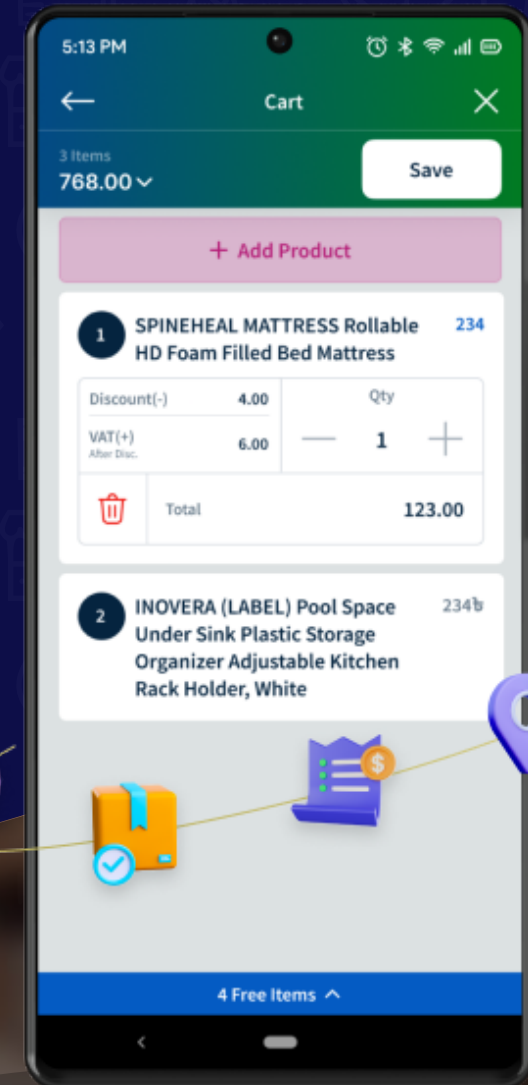 5:13 PM
Cart
3 Items
768.00
Save
+ Add Product
1
SPINEHEAL MATTRESS Rollable
234
HD Foam Filled Bed Mattress
Discount(-)
4.00
Qty
VAT(+)
After Disc.
6.00
1
Total
123.00
2
INOVERA (LABEL) Pool Space
234৳
Under Sink Plastic Storage
Organizer Adjustable Kitchen
Rack Holder, White
$
4 Free Items